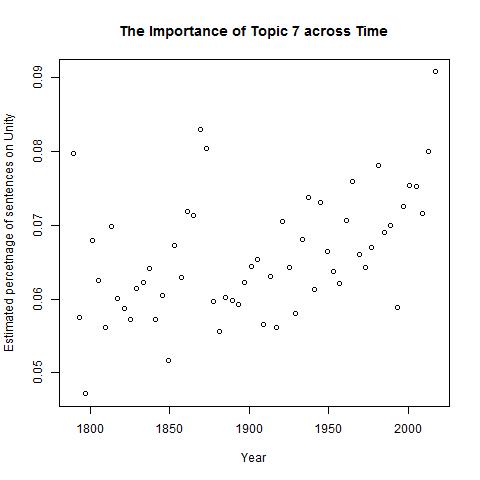 The Importance of Topic 7 across Time
Estimated percetnage of sentences on Unity
0.09
0.08
0.07
0.06
0.05
1800 1850 1900 1950 2000
Year